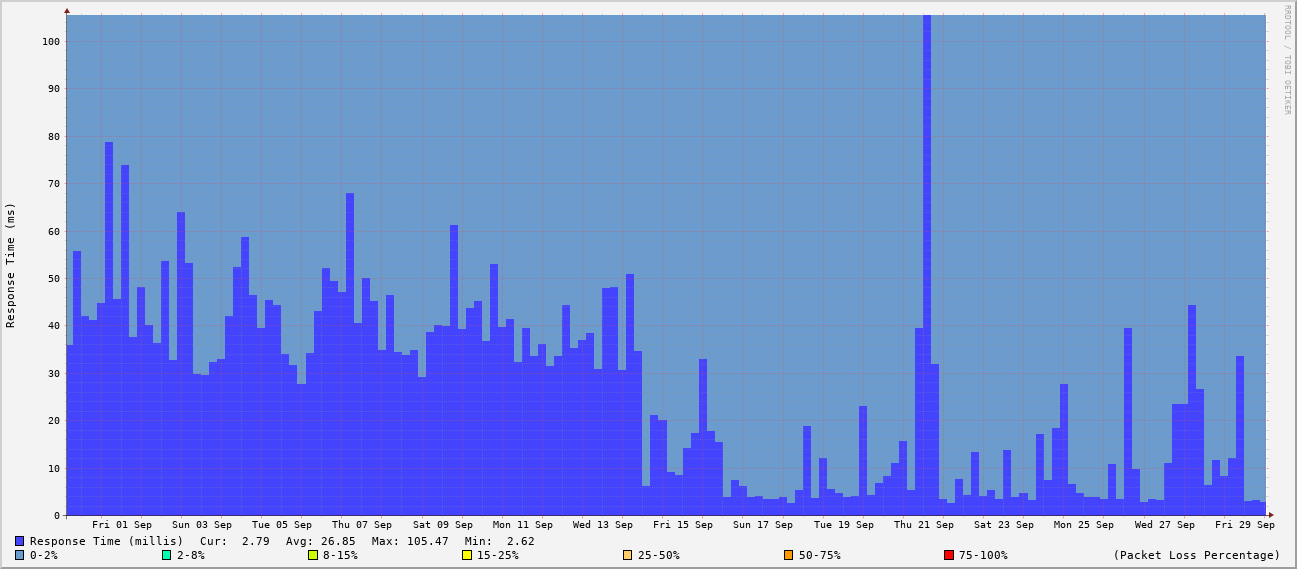 RRDTOOL / TOBI OETIKER
Response Time (ms)
100
90
80
70
60
50
40
30
20
10
0
Fri 01 Sep Sun 03 Sep Tue 05 Sep Thu 07 Sep Sat 09 Sep Mon 11 Sep Wed 13 Sep Fri 15 Sep Sun 17 Sep Tue 19 Sep Thu 21 Sep Sat 23 Sep Mon 25 Sep Wed 27 Sep Fri 29 Sep
Response Time (millis) Cur: 2.79 Avg: 26.85 Max: 105.47 Min: 2.62
0-2% 2-8% 8-15% 15-25% 25-50% 50-75% 75-100% (Packet Loss Percentage)